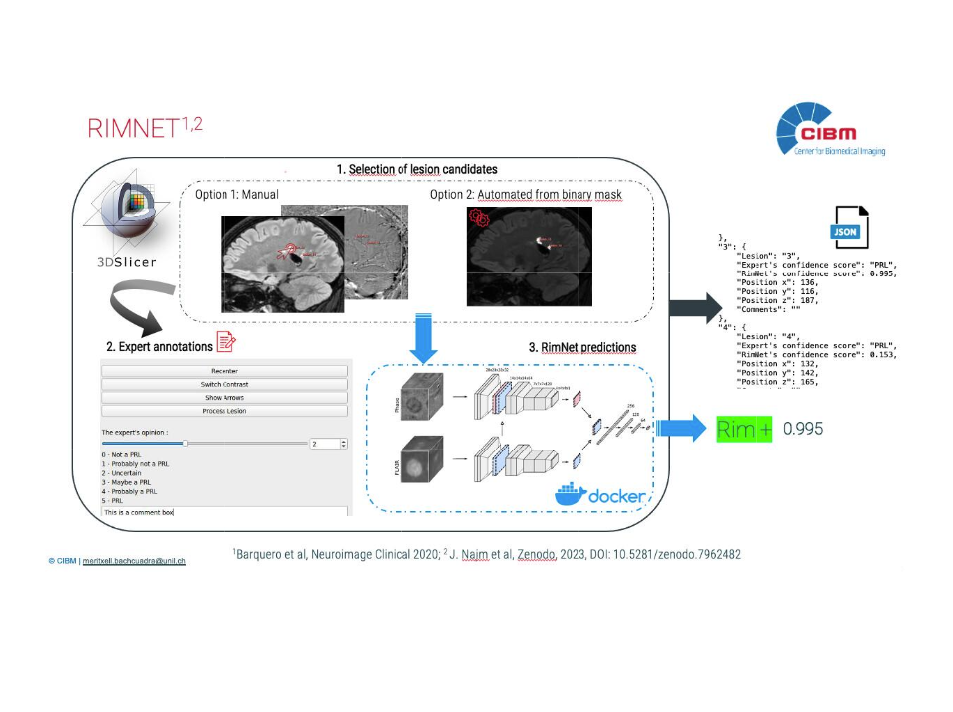 RIMNET1,2
CIBM
Center for Biomedical Imaging
1. Selection of lesion candidates
Option 1: Manual
Option 2: Automated from binary mask
3DSlicer
JSON
},
"3": {
"Lesion": "3",
"Expert's confidence score": "PRL",
"RimNet's confidence score": 0.995,
"Position x": 136,
"Position y": 116,
"Position z": 187,
"Comments": ""
},
"4": {
"Lesion": "4",
"Expert's confidence score": "PRL",
"RimNet's confidence score": 0.153,
"Position x": 132,
"Position y": 142,
"Position z": 165,
2. Expert annotations
Recenter
Switch Contrast
Show Arrows
Process Lesion
The expert's opinion :
2
0 - Not a PRL
1 - Probably not a PRL
2 - Uncertain
3 - Maybe a PRL
4 - Probably a PRL
5 - PRL
This is a comment box
3. RimNet predictions
Phase
FLAIR
256
128
64
docker
Rim + 0.995
1Barquero et al, Neuroimage Clinical 2020; 2 J. Najm et al, Zenodo, 2023, DOI: 10.5281/zenodo.7962482
© CIBM | meritxell.bachcuadra@unil.ch